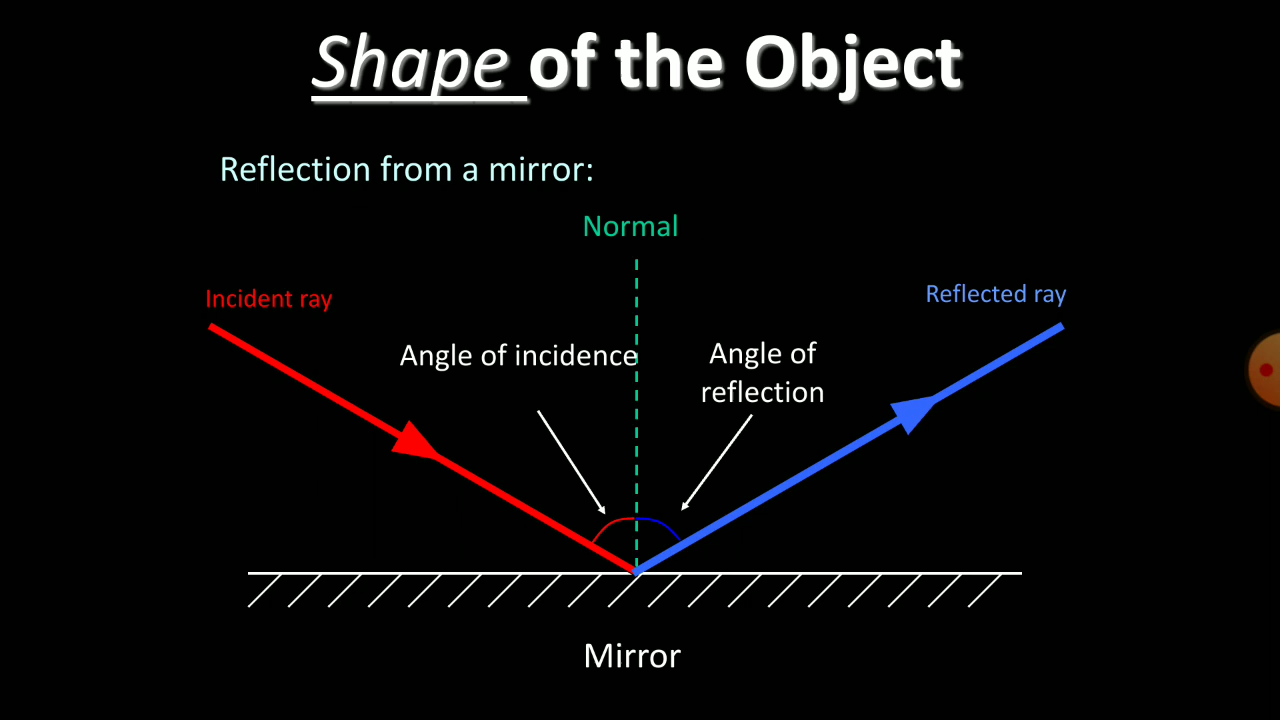 Shape of the Object
Reflection from a mirror:
Normal
Incident ray
Reflected ray
Angle of incidence
Angle of
reflection
Mirror